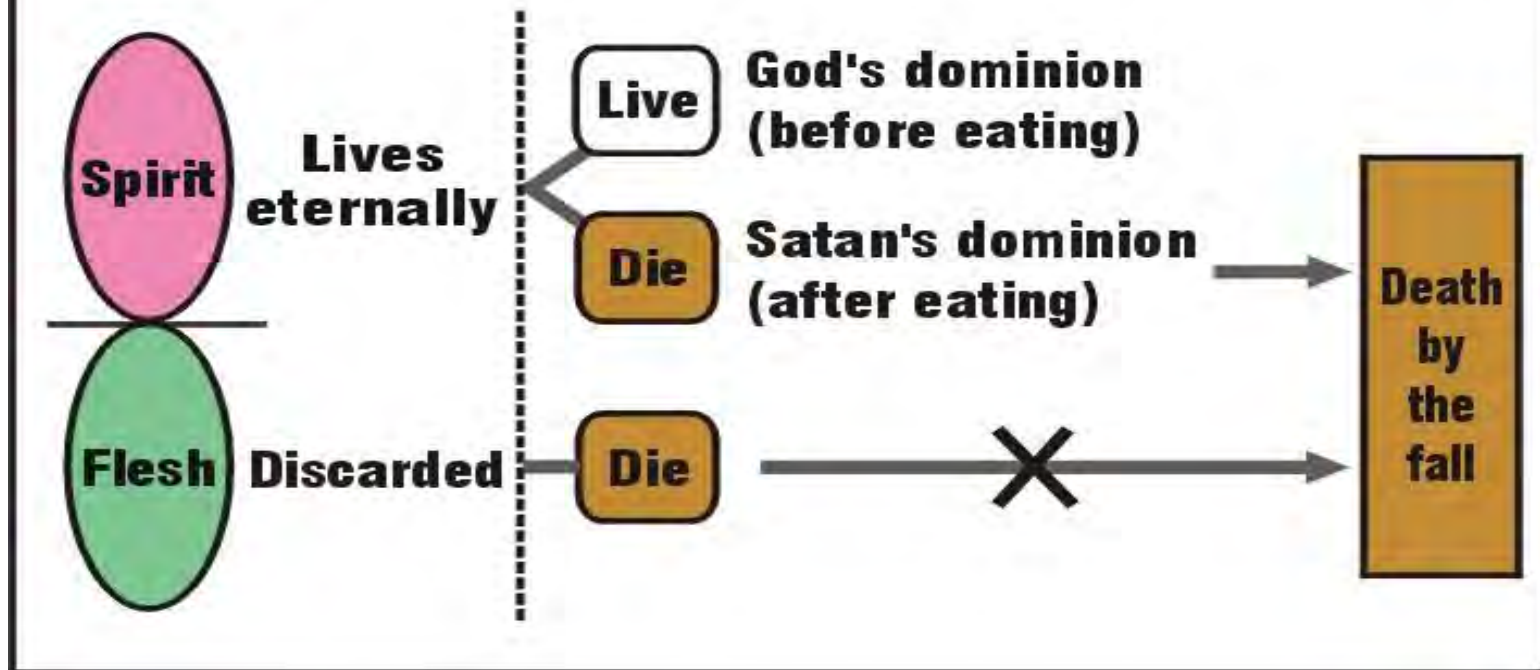 Spirit
Lives
eternally
Live
God's dominion
(before eating)
Die
Satan's dominion
(after eating)
Flesh
Discarded
Die
Death
by
the
fall